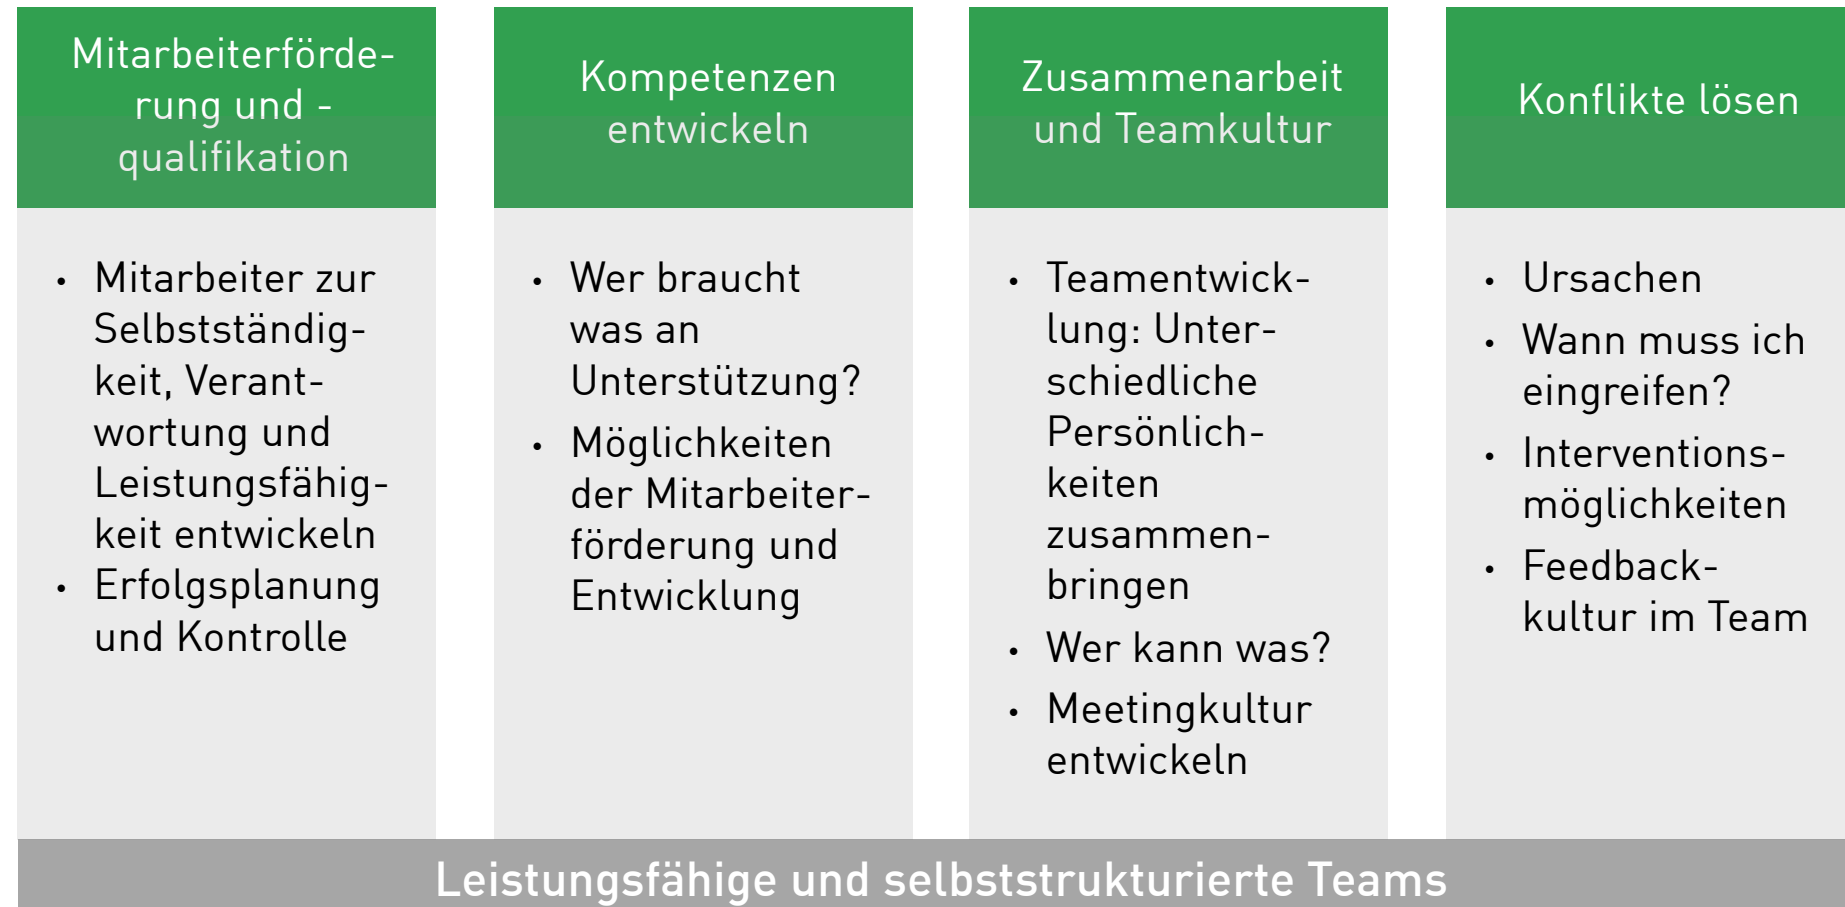 Mitarbeiterförde-
rung und -
qualifikation
• Mitarbeiter zur
Selbstständig-
keit, Verant-
wortung und
Leistungsfähig-
keit entwickeln
• Erfolgsplanung
und Kontrolle
Kompetenzen
entwickeln
• Wer braucht
was an
Unterstützung?
• Möglichkeiten
der Mitarbeiter-
förderung und
Entwicklung
Zusammenarbeit
und Teamkultur
• Teamentwick-
lung: Unter-
schiedliche
Persönlich-
keiten
zusammen-
bringen
• Wer kann was?
• Meetingkultur
entwickeln
Konflikte lösen
• Ursachen
• Wann muss ich
eingreifen?
• Interventions-
möglichkeiten
• Feedback-
kultur im Team
Leistungsfähige und selbststrukturierte Teams